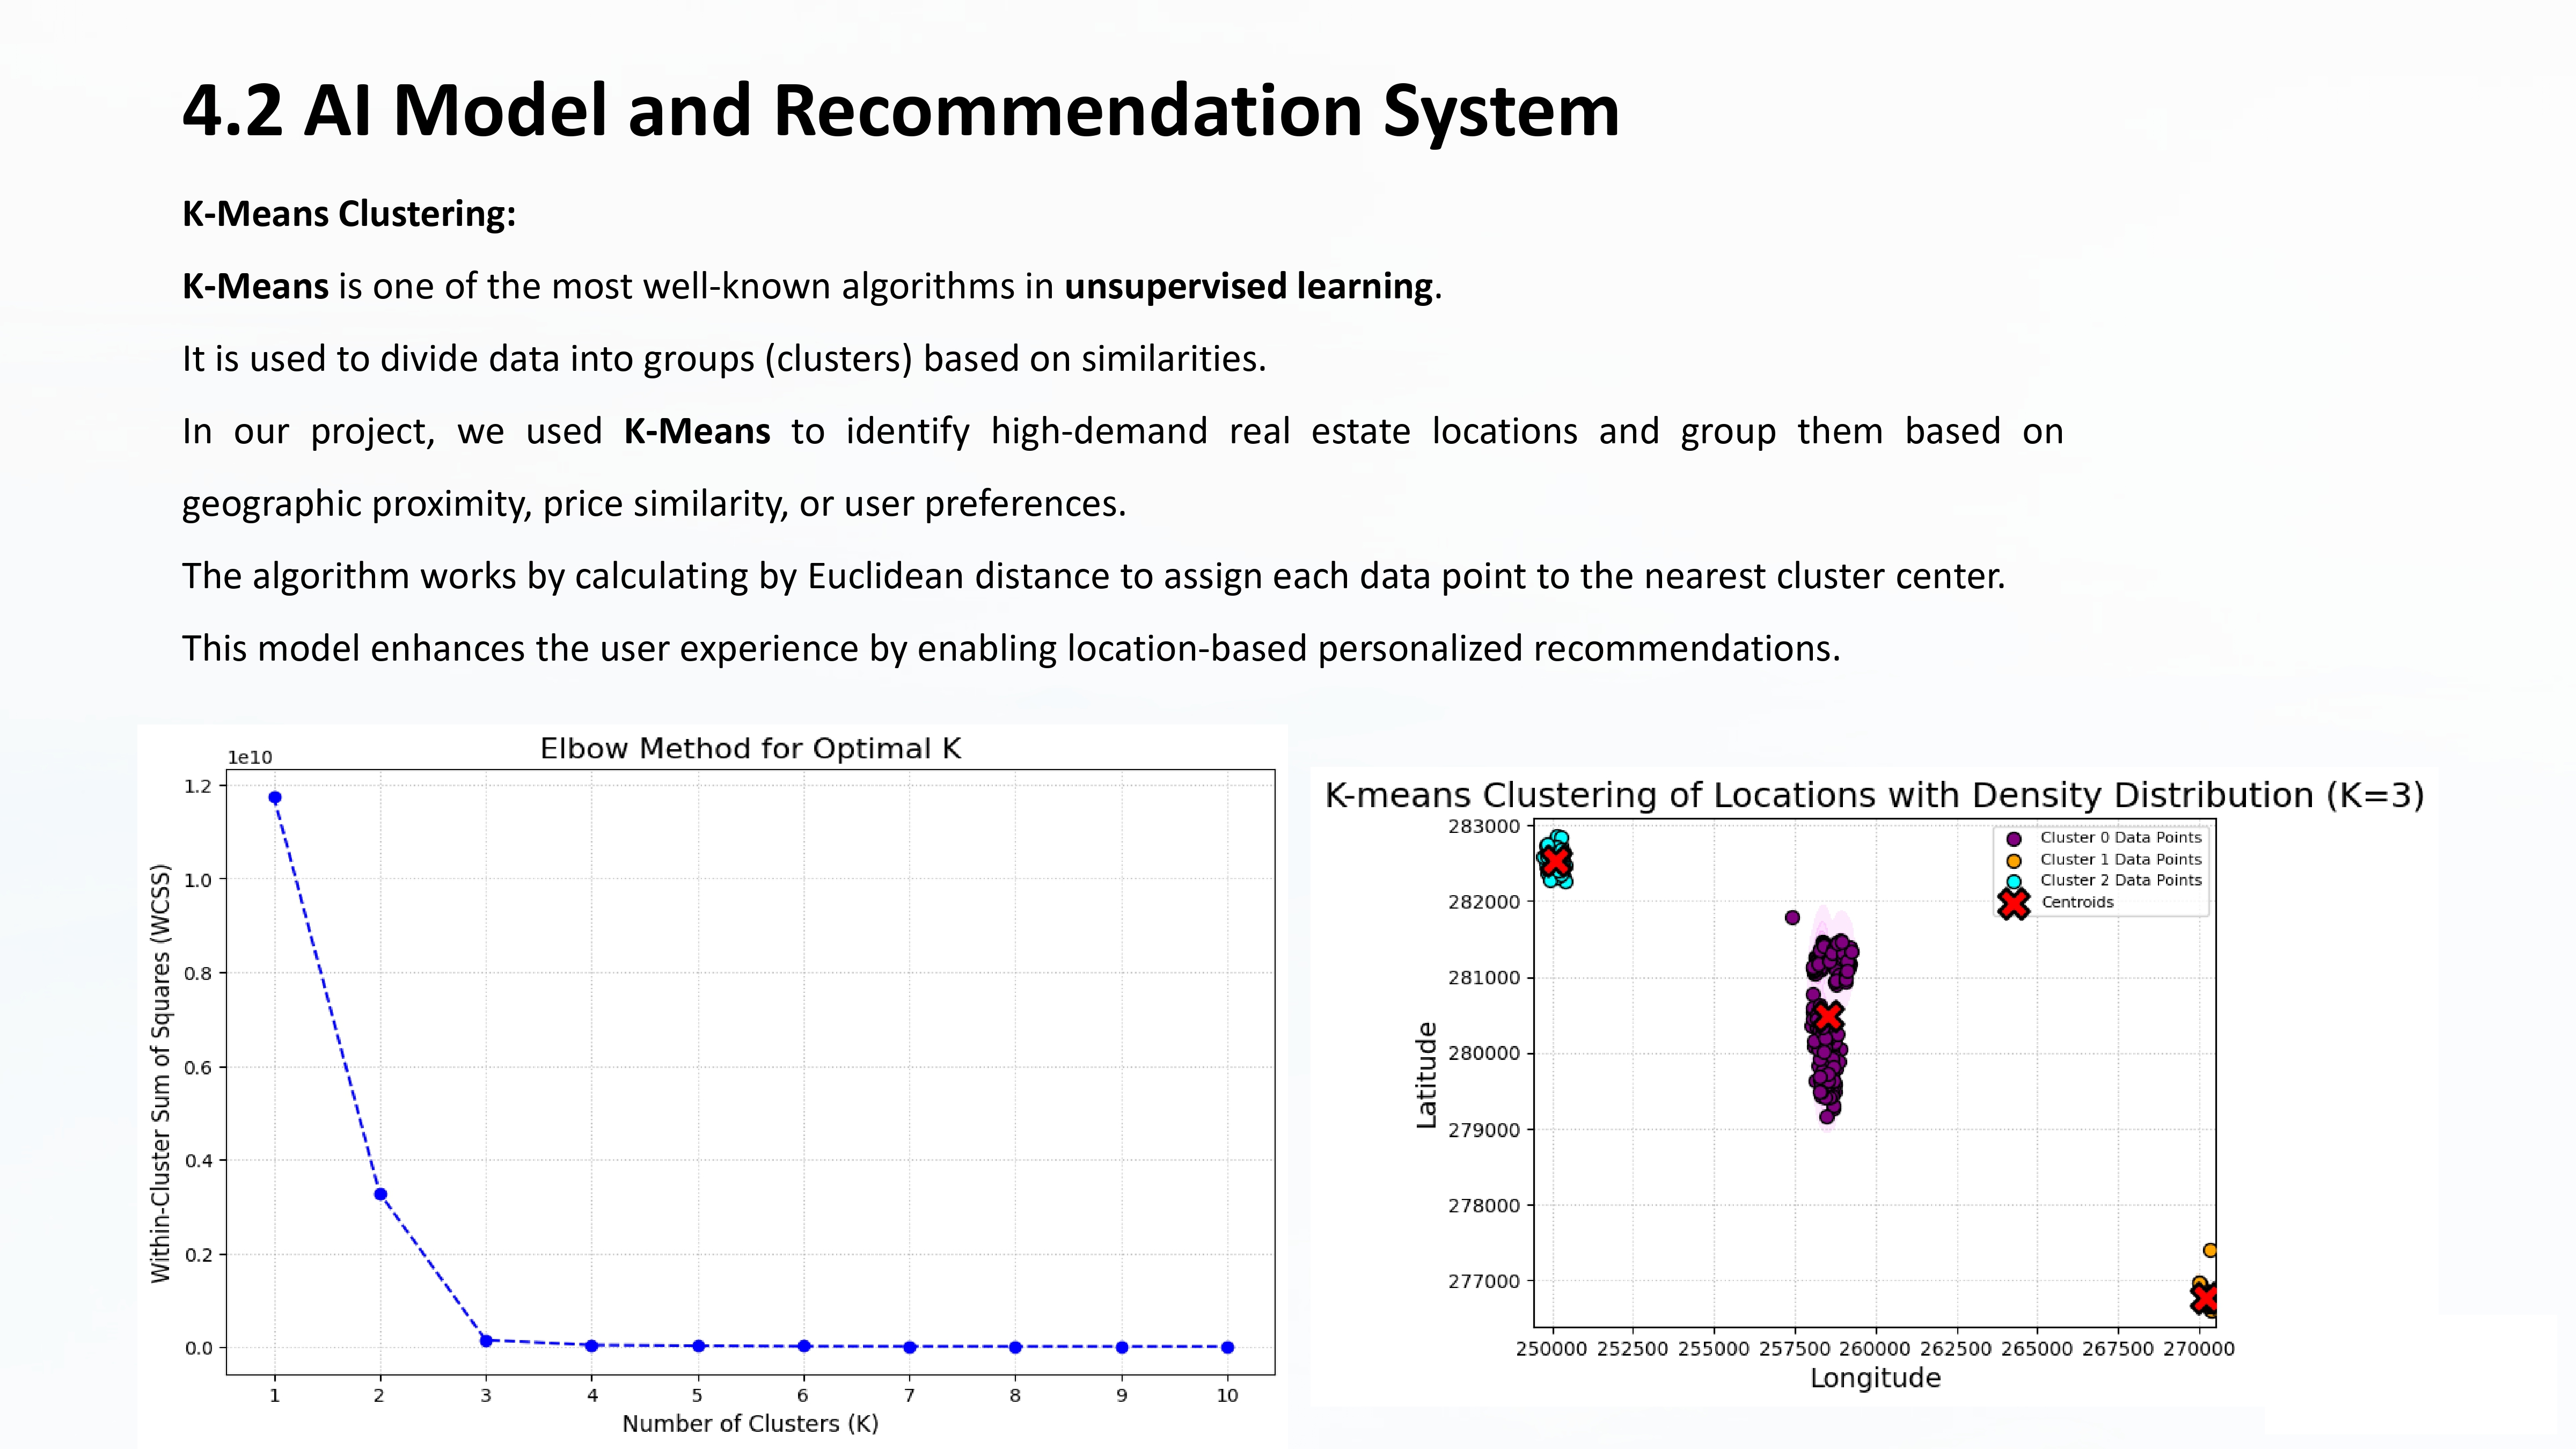 4.2 AI Model and Recommendation System
K-Means Clustering:
K-Means is one of the most well-known algorithms in unsupervised learning.
It is used to divide data into groups (clusters) based on similarities.
In our project, we used K-Means to identify high-demand real estate locations and group them based on
geographic proximity, price similarity, or user preferences.
The algorithm works by calculating by Euclidean distance to assign each data point to the nearest cluster center.
This model enhances the user experience by enabling location-based personalized recommendations.
Elbow Method for Optimal K
1e10
1.2
1.0
0.8
0.6
0.4
0.2
0.0
Within-Cluster Sum of Squares (WCSS)
1 2 3 4 5 6 7 8 9 10
Number of Clusters (K)
K-means Clustering of Locations with Density Distribution (K=3)
283000
282000
281000
280000
279000
278000
277000
Latitude
Cluster 0 Data Points
Cluster 1 Data Points
Cluster 2 Data Points
Centroids
250000 252500 255000 257500 260000 262500 265000 267500 270000
Longitude